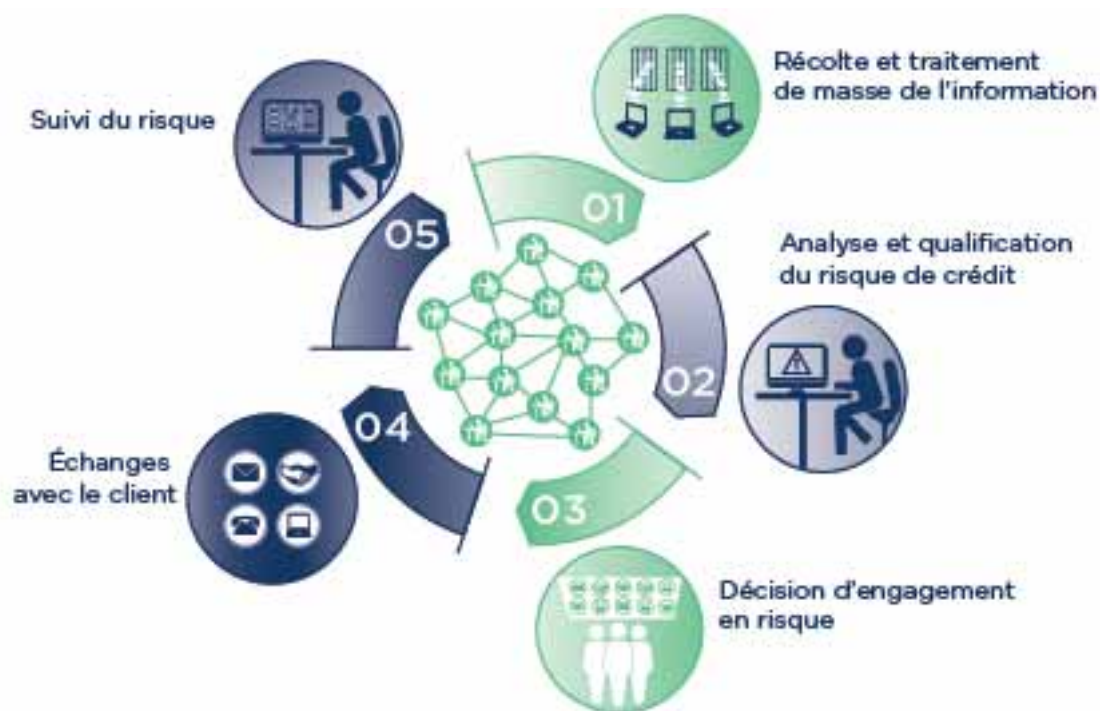 01
Récolte et traitement
de masse de l'information
02
Analyse et qualification
du risque de crédit
03
Décision d'engagement
en risque
04
Échanges
avec le client
05
Suivi du risque